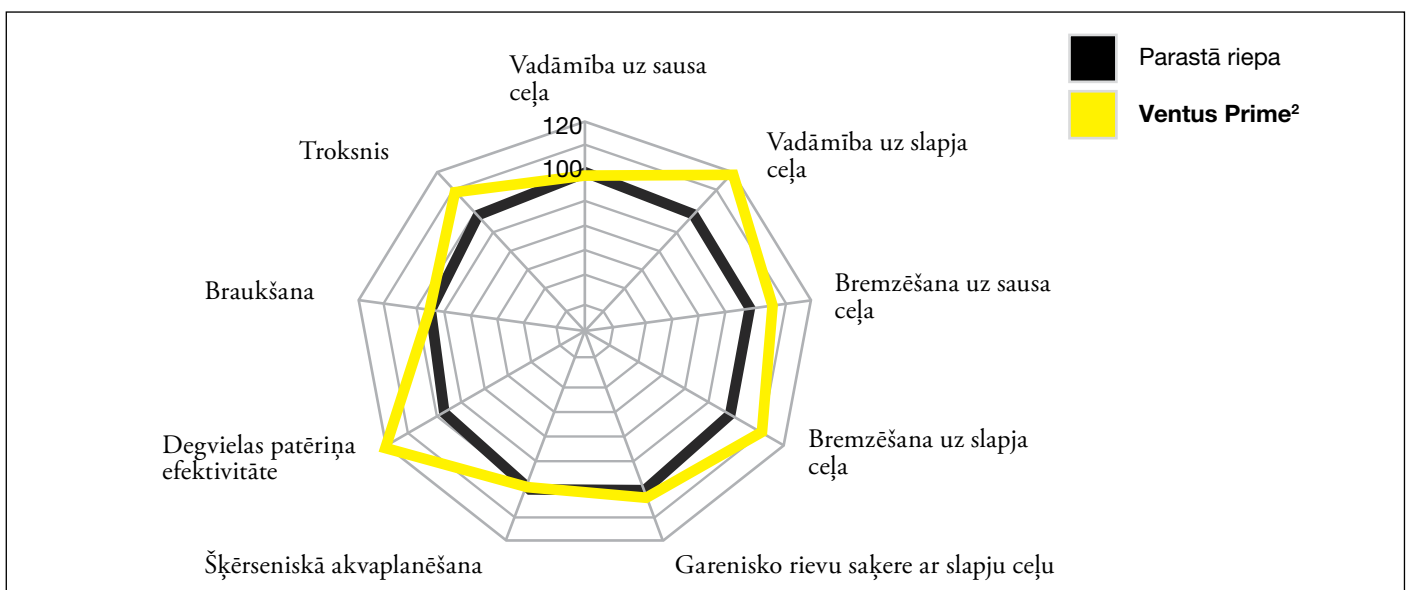 Parastā riepa
Ventus Prime²
Vadāmība uz sausa
ceļa
120
100
Vadāmība uz slapja
ceļa
Troksnis
Bremzēšana uz sausa
ceļa
Braukšana
Bremzēšana uz slapja
ceļa
Degvielas patēriņa
efektivitāte
Šķērseniskā akvaplanēšana
Garenisko rievu saķere ar slapju ceļu